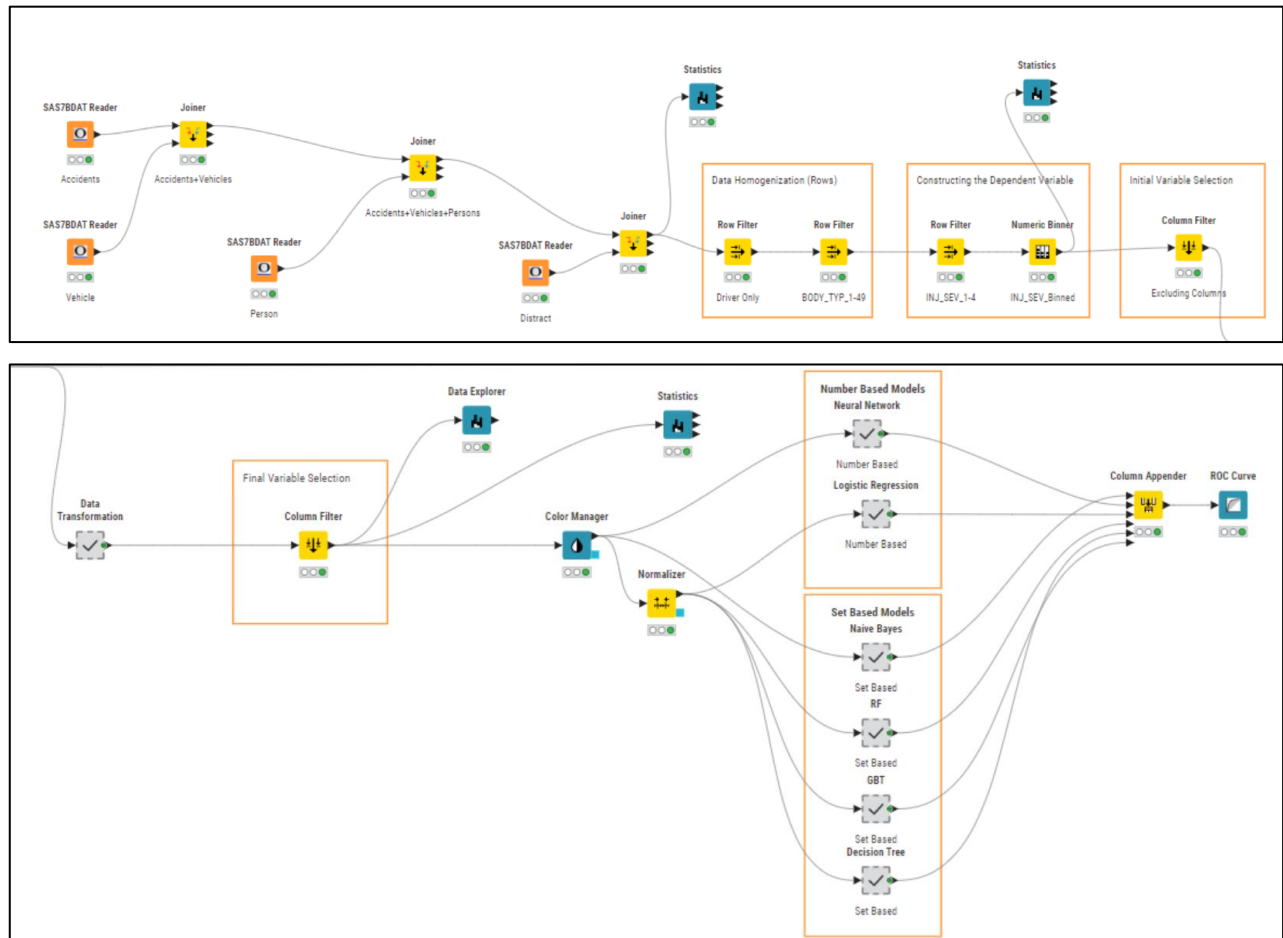 Statistics
Statistics
SAS7BDAT Reader
Joiner
Accidents
Accidents+Vehicles
Joiner
Accidents+Vehicles+Persons
SAS7BDAT Reader
Vehicle
SAS7BDAT Reader
Person
Joiner
SAS7BDAT Reader
Distract
Data Homogenization (Rows)
Row Filter
Driver Only
Row Filter
BODY_TYP_1-49
Constructing the Dependent Variable
Row Filter
INJ_SEV_1-4
Numeric Binner
INJ_SEV_Binned
Initial Variable Selection
Column Filter
Excluding Columns
Data
Transformation
Final Variable Selection
Column Filter
Data Explorer
Statistics
Color Manager
Normalizer
Number Based Models
Neural Network
Number Based
Logistic Regression
Number Based
Set Based Models
Naive Bayes
Set Based
RF
Set Based
GBT
Set Based
Decision Tree
Set Based
Column Appender
ROC Curve